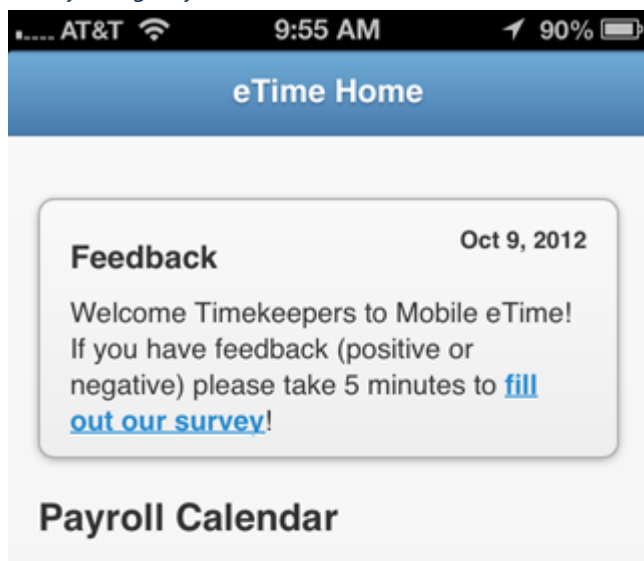 AT&T 9:55 AM 90%
eTime Home
Feedback Oct 9, 2012
Welcome Timekeepers to Mobile eTime!
If you have feedback (positive or
negative) please take 5 minutes to fill
out our survey!
Payroll Calendar